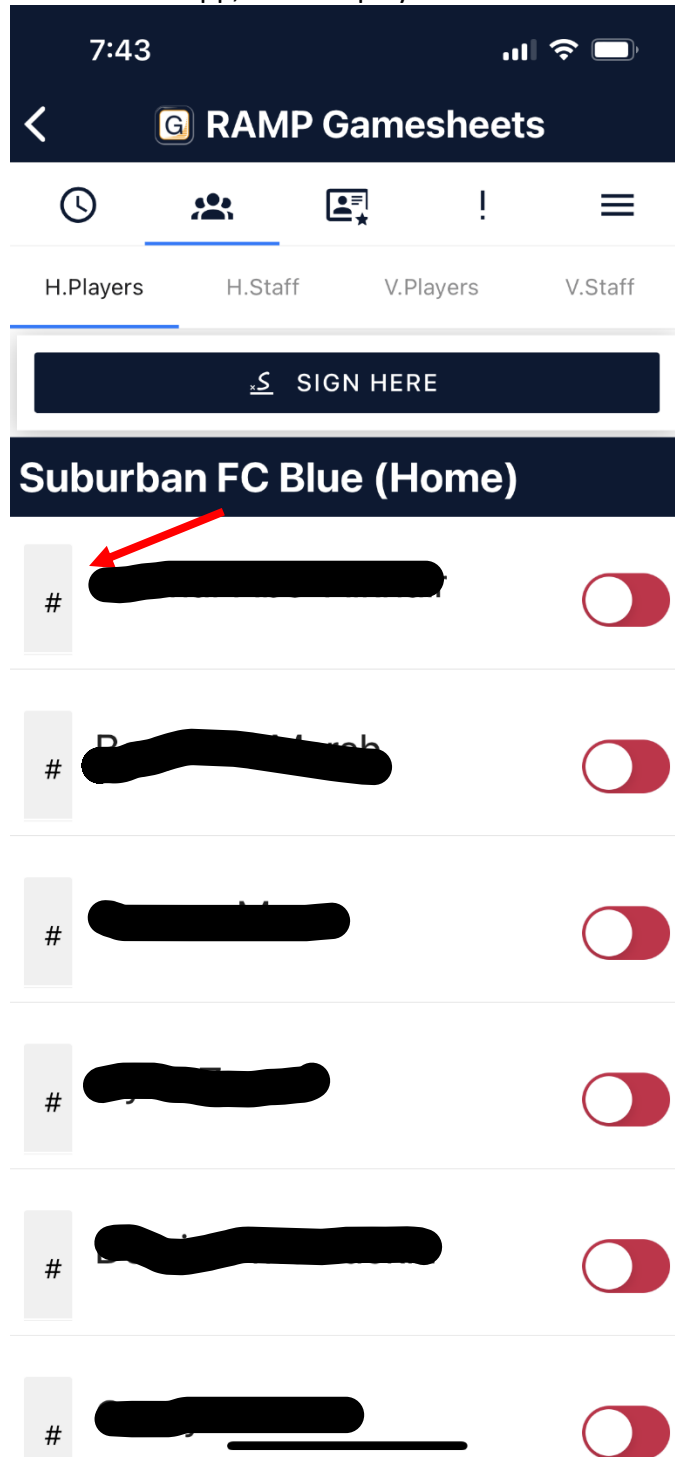 7:43
G RAMP Gamesheets
!
H.Players H.Staff V.Players V.Staff
SIGN HERE
Suburban FC Blue (Home)
#
#
#
#
#
#